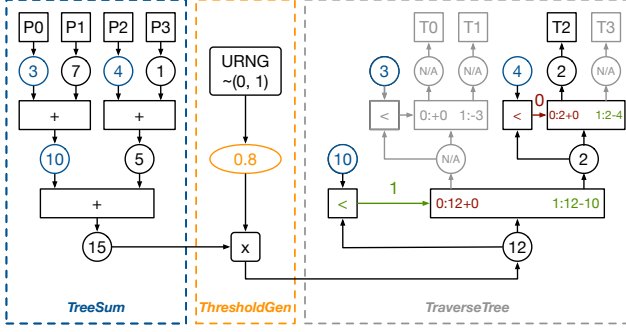 P0 P1 P2 P3
3 7 4 1
+ +
10 5
+
15
TreeSum
URNG
~(0, 1)
0.8
x
ThresholdGen
T0 T1 T2 T3
3 N/A N/A 4 2 N/A
< 0:+0 1:-3 < 0 0:2+0 1:2-4
10 N/A 2
< 1 0:12+0 1:12-10
12
TraverseTree